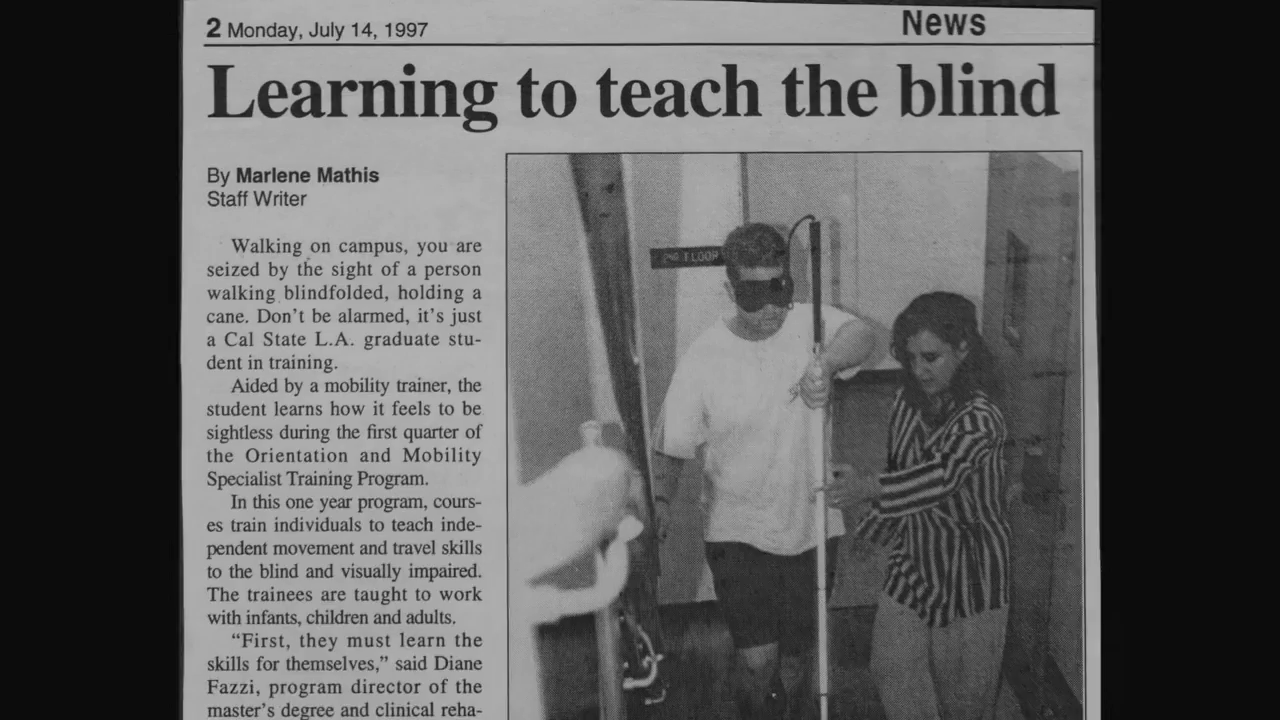 2 Monday, July 14, 1997
News
Learning to teach the blind
By Marlene Mathis
Staff Writer
Walking on campus, you are
seized by the sight of a person
walking blindfolded, holding a
cane. Don't be alarmed, it's just
a Cal State L.A. graduate stu-
dent in training.
Aided by a mobility trainer, the
student learns how it feels to be
sightless during the first quarter of
the Orientation and Mobility
Specialist Training Program.
In this one year program, cours-
es train individuals to teach inde-
pendent movement and travel skills
to the blind and visually impaired.
The trainees are taught to work
with infants, children and adults.
"First, they must learn the
skills for themselves," said Diane
Fazzi, program director of the
master's degree and clinical reha-
2ND FLOOR